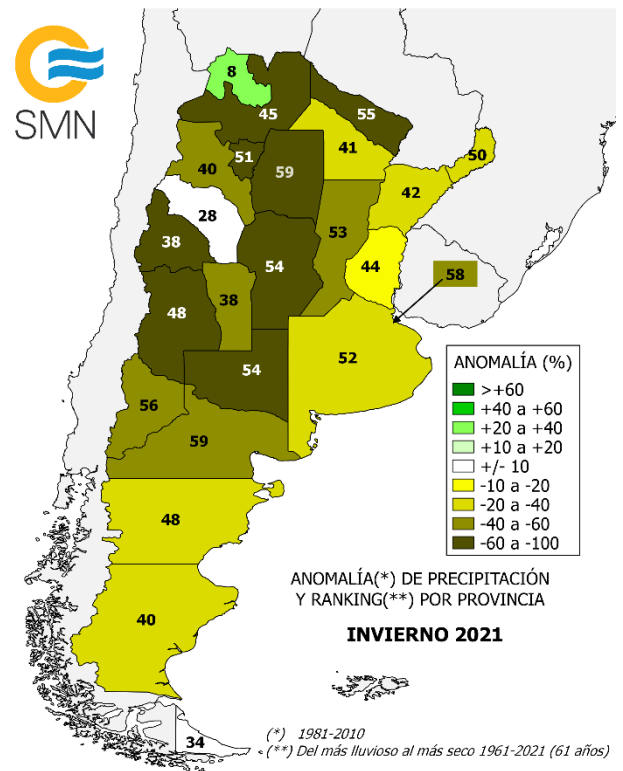 SMN
8
45
55
41
50
51
40
59
42
28
53
38
44
58
54
38
48
52
54
56
59
48
40
34
ANOMALÍA (%)
>+60
+40 a +60
+20 a +40
+10 a +20
+/- 10
-10 a -20
-20 a -40
-40 a -60
-60 a -100
ANOMALÍA(*) DE PRECIPITACIÓN
Y RANKING(**) POR PROVINCIA
INVIERNO 2021
(*) 1981-2010
(**) Del más lluvioso al más seco 1961-2021 (61 años)